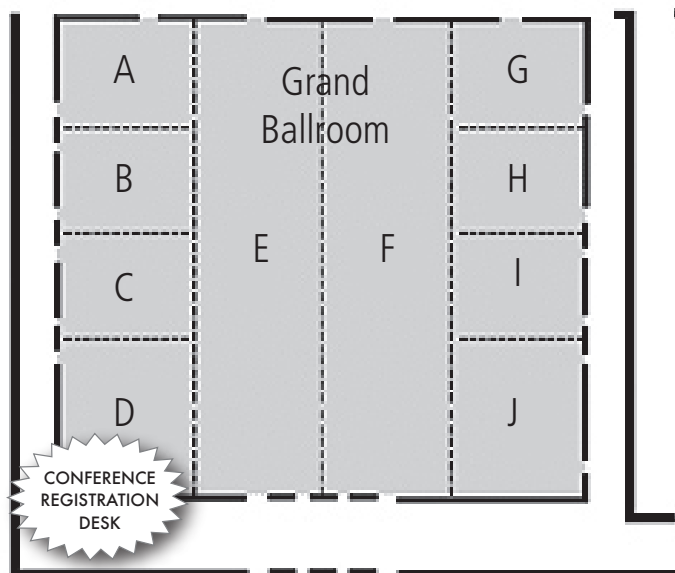 A
G
Grand
Ballroom
B
H
E
F
C
I
D
J
CONFERENCE
REGISTRATION
DESK